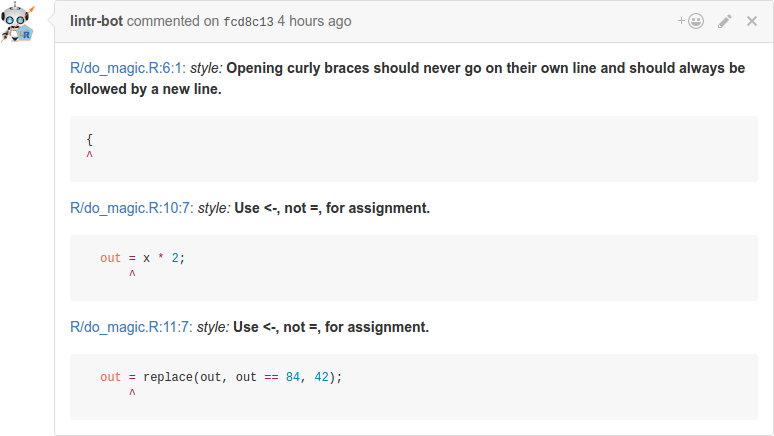 lintr-bot commented on fcd8c13 4 hours ago
R/do_magic.R:6:1: style: Opening curly braces should never go on their own line and should always be
followed by a new line.
{
^
R/do_magic.R:10:7: style: Use <-, not =, for assignment.
out = x * 2;
^
R/do_magic.R:11:7: style: Use <-, not =, for assignment.
out = replace(out, out == 84, 42);
^